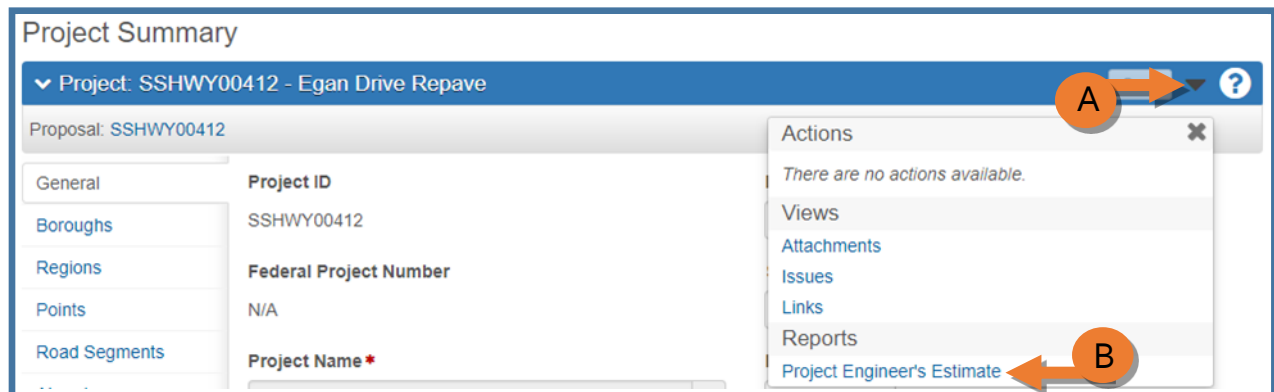 Project Summary
Project: SSHWY00412 - Egan Drive Repave
A
?
Proposal: SSHWY00412
Actions
General
Project ID
There are no actions available.
SSHWY00412
Views
Boroughs
Attachments
Regions
Federal Project Number
Issues
Points
N/A
Links
Reports
Road Segments
Project Name*
Project Engineer's Estimate
B